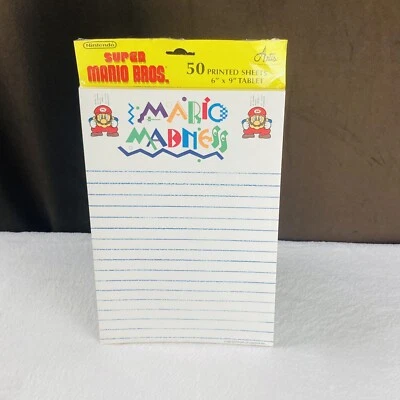 Nintendo
SUPER
MARIO BROS.
50 PRINTED SHEETS
6" x 9" TABLET
MARIO
MADNESS